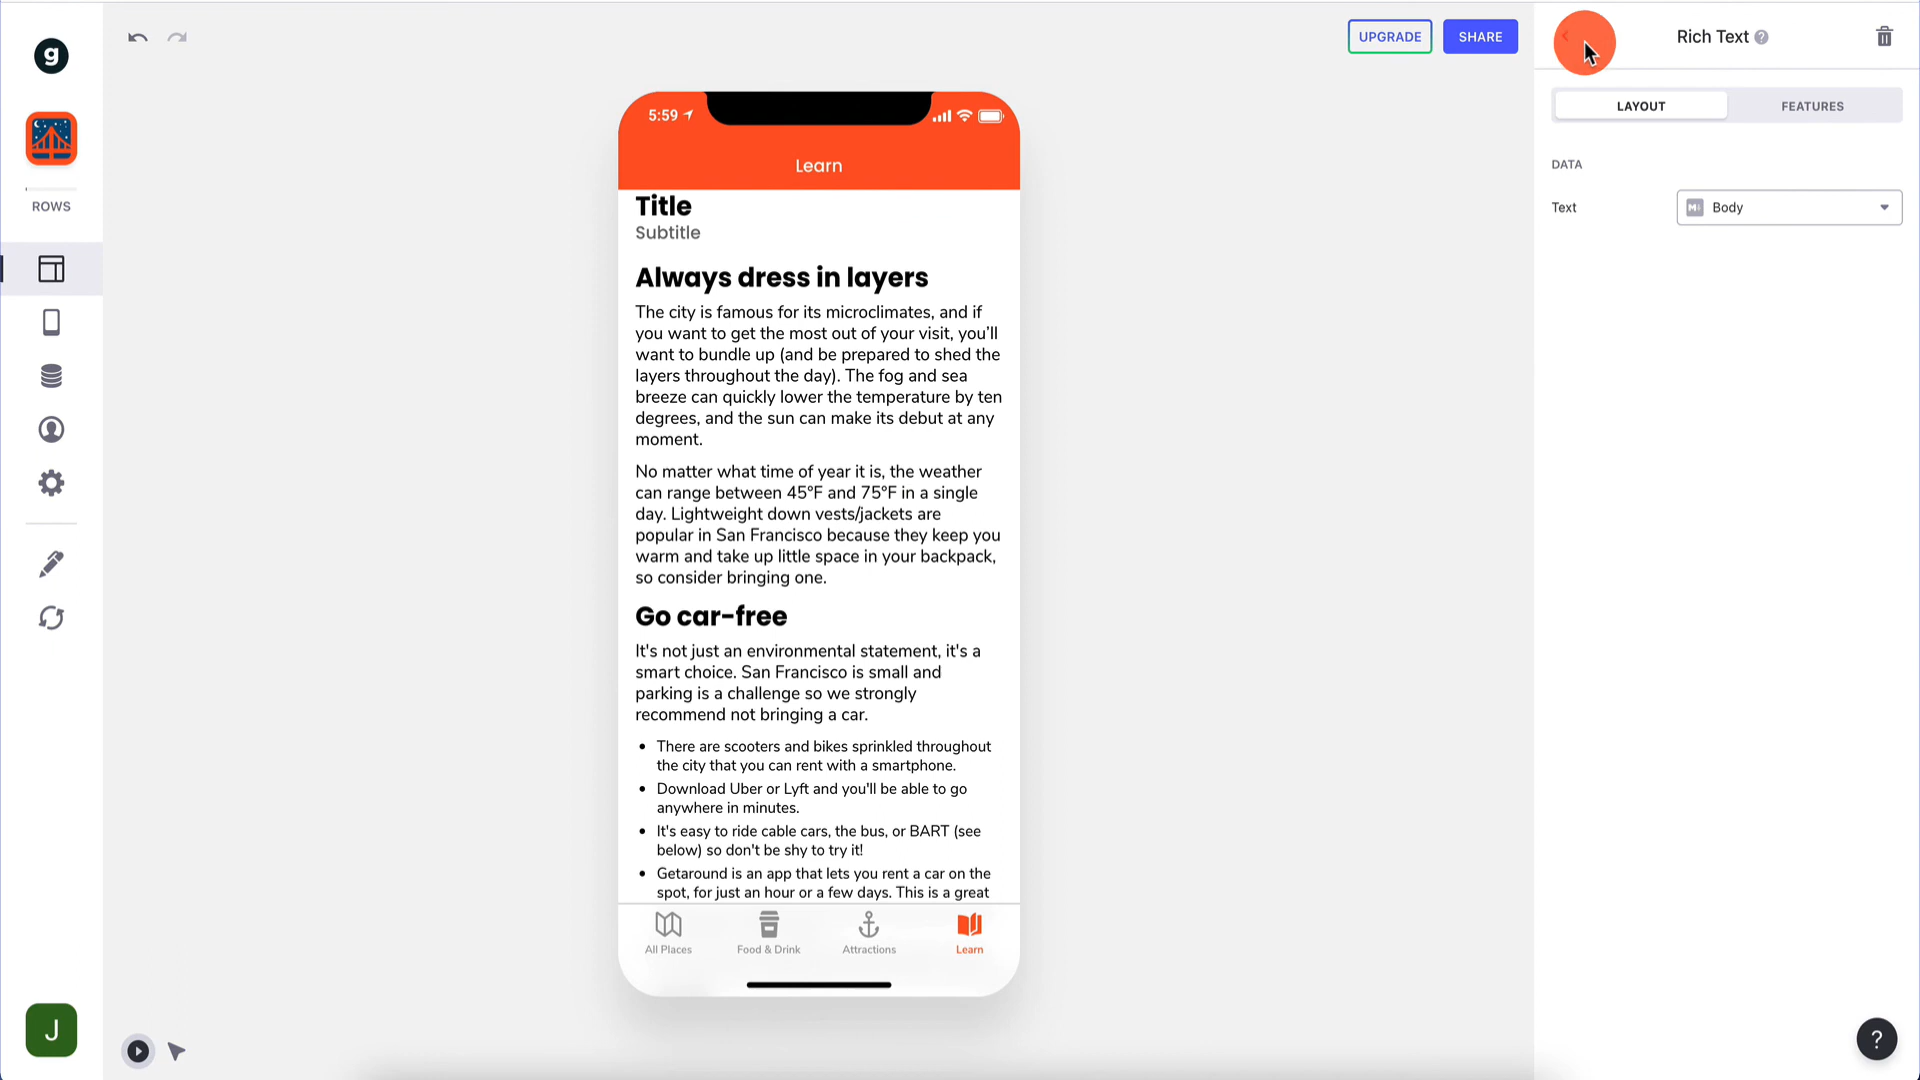 g
UPGRADE
SHARE
Rich Text ?
LAYOUT
FEATURES
ROWS
DATA
Text
M↓ Body
5:59
Learn
Title
Subtitle
Always dress in layers
The city is famous for its microclimates, and if
you want to get the most out of your visit, you’ll
want to bundle up (and be prepared to shed the
layers throughout the day). The fog and sea
breeze can quickly lower the temperature by ten
degrees, and the sun can make its debut at any
moment.
No matter what time of year it is, the weather
can range between 45°F and 75°F in a single
day. Lightweight down vests/jackets are
popular in San Francisco because they keep you
warm and take up little space in your backpack,
so consider bringing one.
Go car-free
It's not just an environmental statement, it's a
smart choice. San Francisco is small and
parking is a challenge so we strongly
recommend not bringing a car.
• There are scooters and bikes sprinkled throughout
the city that you can rent with a smartphone.
• Download Uber or Lyft and you'll be able to go
anywhere in minutes.
• It's easy to ride cable cars, the bus, or BART (see
below) so don't be shy to try it!
• Getaround is an app that lets you rent a car on the
spot, for just an hour or a few days. This is a great
All Places
Food & Drink
Attractions
Learn
J
?